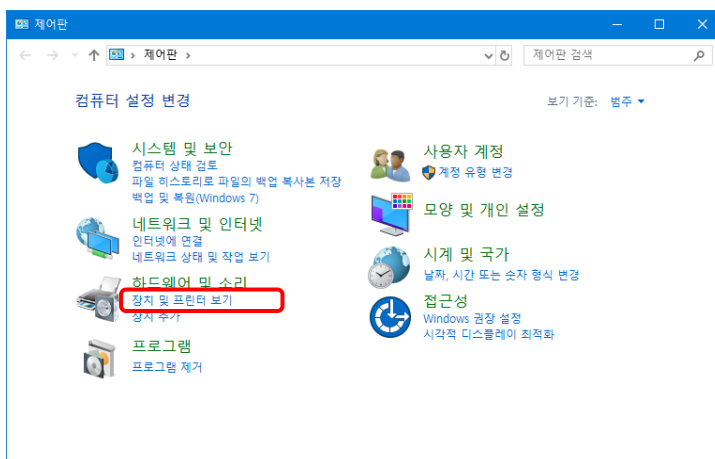 제어판
제어판
제어판 검색
컴퓨터 설정 변경
보기 기준: 범주
시스템 및 보안
컴퓨터 상태 검토
파일 히스토리로 파일의 백업 복사본 저장
백업 및 복원(Windows 7)
네트워크 및 인터넷
인터넷에 연결
네트워크 상태 및 작업 보기
하드웨어 및 소리
장치 및 프린터 보기
장치 추가
프로그램
프로그램 제거
사용자 계정
계정 유형 변경
모양 및 개인 설정
시계 및 국가
날짜, 시간 또는 숫자 형식 변경
접근성
Windows 권장 설정
시각적 디스플레이 최적화